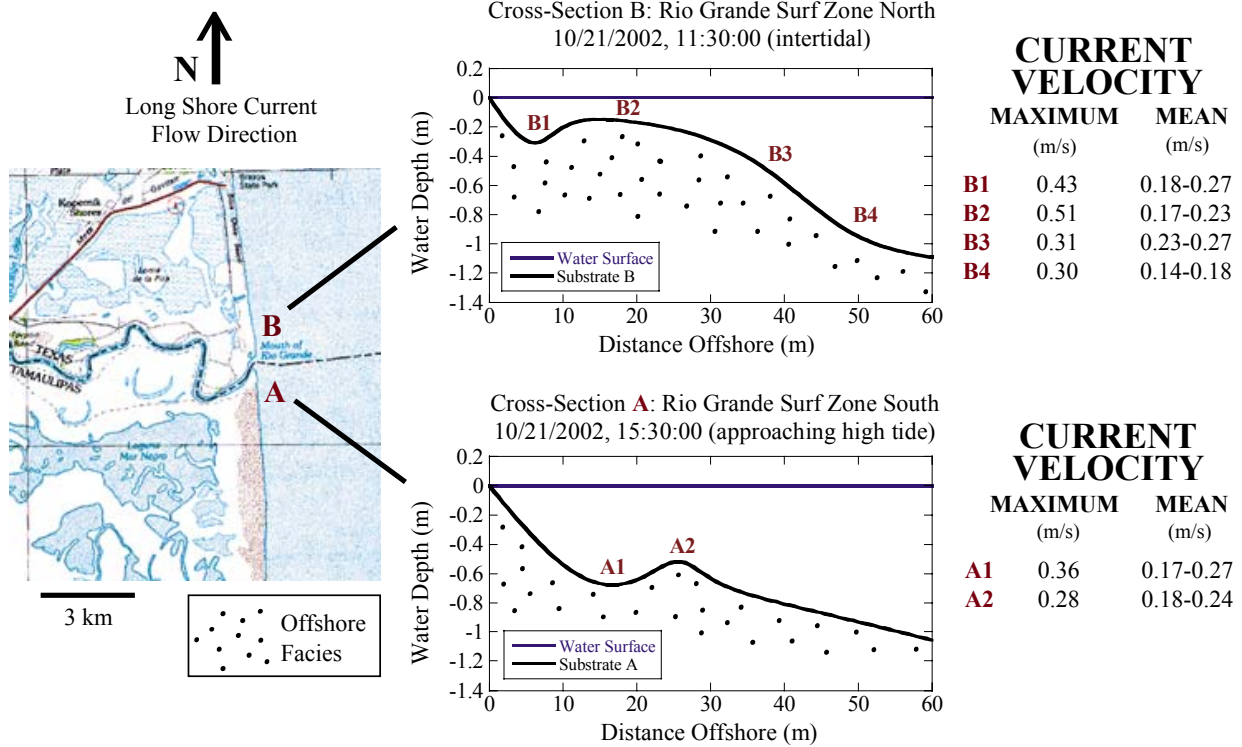 N
Long Shore Current
Flow Direction
Kopernik
Shores
State Park
Loma
de la
TEXAS
TAMAULIPAS
Mouth of
Rio Grande
Laguna
Mar Negro
B
A
3 km
Offshore
Facies
Cross-Section B: Rio Grande Surf Zone North
10/21/2002, 11:30:00 (intertidal)
Water Depth (m)
0.2
0
-0.2
-0.4
-0.6
-0.8
-1
-1.2
-1.4
B1
B2
B3
B4
Water Surface
Substrate B
0 10 20 30 40 50 60
Distance Offshore (m)
CURRENT
VELOCITY
MAXIMUM MEAN
(m/s) (m/s)
B1 0.43 0.18-0.27
B2 0.51 0.17-0.23
B3 0.31 0.23-0.27
B4 0.30 0.14-0.18
Cross-Section A: Rio Grande Surf Zone South
10/21/2002, 15:30:00 (approaching high tide)
Water Depth (m)
0.2
0
-0.2
-0.4
-0.6
-0.8
-1
-1.2
-1.4
A1
A2
Water Surface
Substrate A
0 10 20 30 40 50 60
Distance Offshore (m)
CURRENT
VELOCITY
MAXIMUM MEAN
(m/s) (m/s)
A1 0.36 0.17-0.27
A2 0.28 0.18-0.24